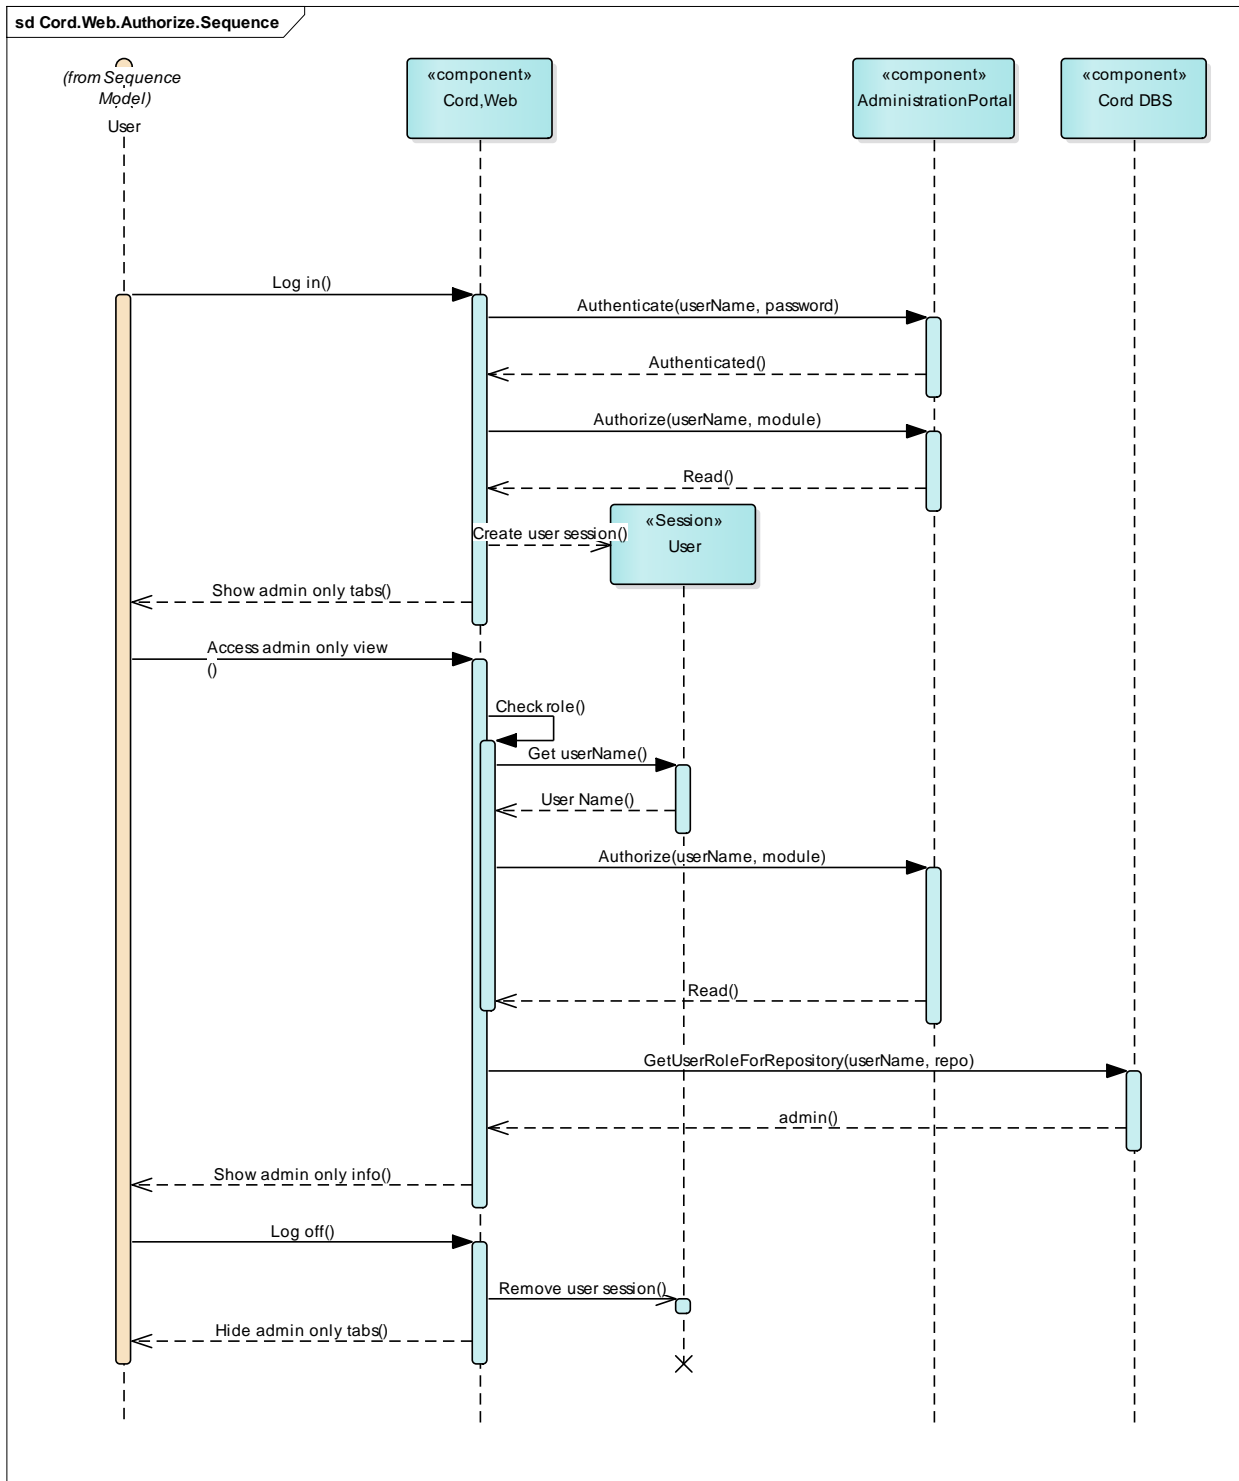 sd Cord.Web.Authorize.Sequence
(from Sequence
Model)
User
«component»
Cord,Web
«component»
AdministrationPortal
«component»
Cord DBS
Log in()
Authenticate(userName, password)
Authenticated()
Authorize(userName, module)
Read()
«Session»
User
Create user session()
Show admin only tabs()
Access admin only view
()
Check role()
Get userName()
User Name()
Authorize(userName, module)
Read()
GetUserRoleForRepository(userName, repo)
admin()
Show admin only info()
Log off()
Remove user session()
Hide admin only tabs()